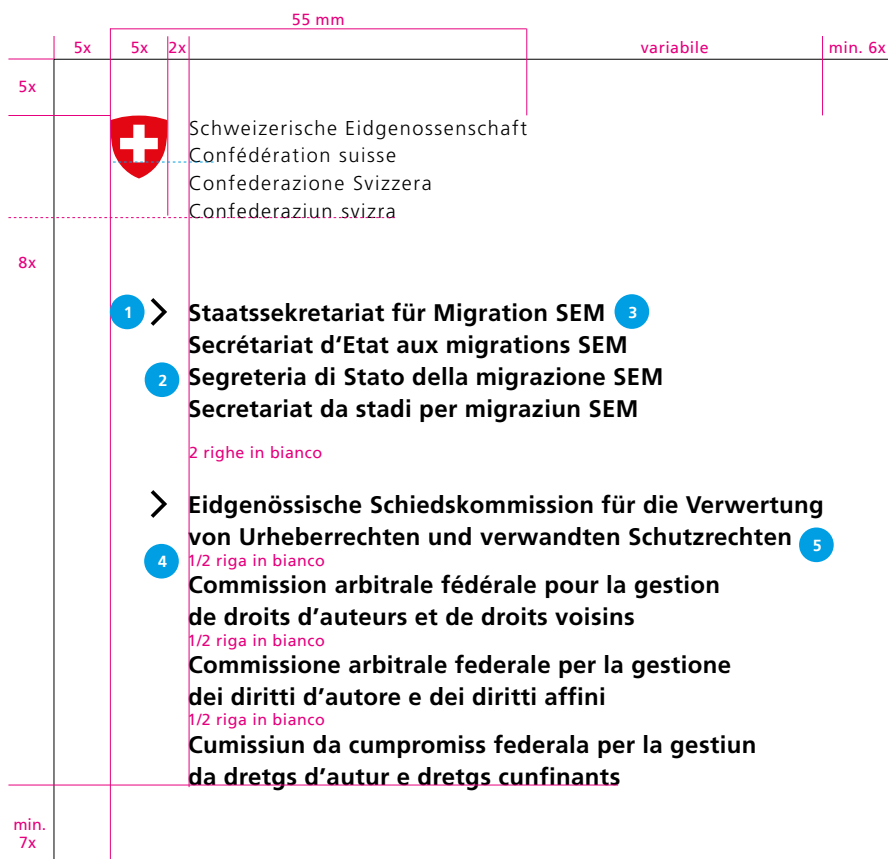 55 mm
5x 5x 2x variabile min. 6x
5x
Schweizerische Eidgenossenschaft
Confédération suisse
Confederazione Svizzera
Confederaziun svizra
8x
1 Staatssekretariat für Migration SEM 3
Secrétariat d‘Etat aux migrations SEM
2 Segreteria di Stato della migrazione SEM
Secretariat da stadi per migraziun SEM
2 righe in bianco
Eidgenössische Schiedskommission für die Verwertung
von Urheberrechten und verwandten Schutzrechten 5
4 1/2 riga in bianco
Commission arbitrale fédérale pour la gestion
de droits d’auteurs et de droits voisins
1/2 riga in bianco
Commissione arbitrale federale per la gestione
dei diritti d’autore e dei diritti affini
1/2 riga in bianco
Cumissiun da cumpromiss federala per la gestiun
da dretgs d’autur e dretgs cunfinants
min.
7x